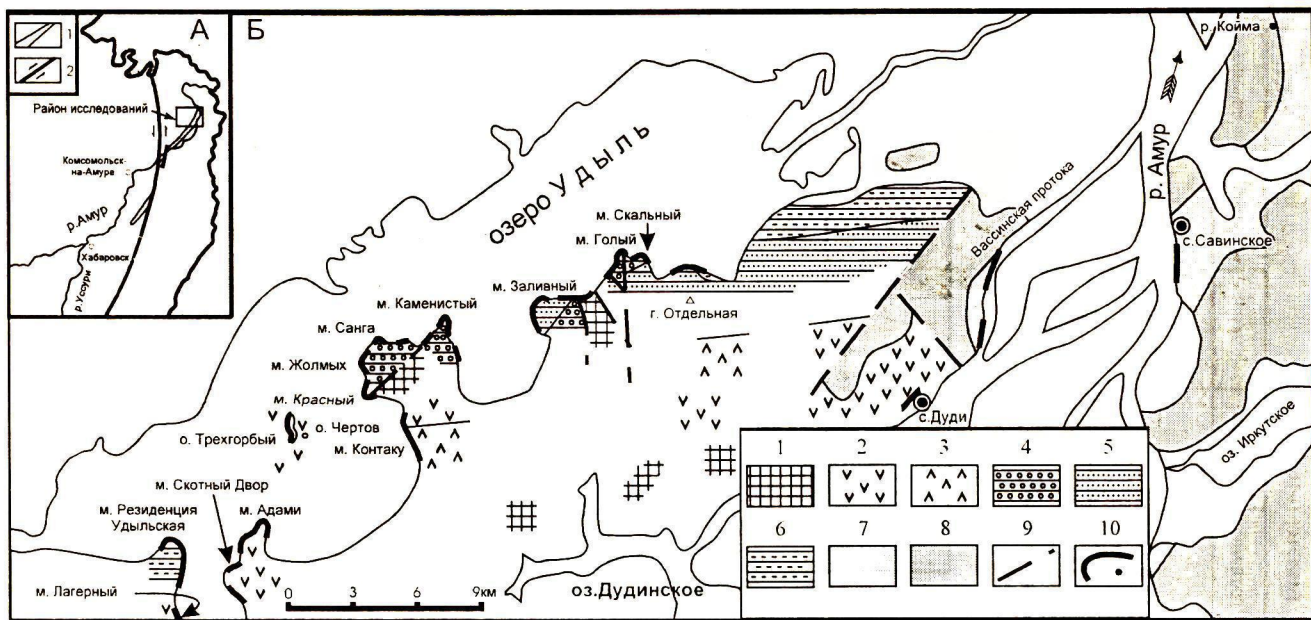 А
Б
1
2
Район исследований
Комсомольск-
на-Амуре
р.Амур
Хабаровск
р.Уссури
озеро Удыль
р. Койма
р. Амур
Вассинская протока
с.Савинское
м. Скальный
м. Голый
м. Заливный
г. Отдельная
м. Каменистый
м. Санга
м. Жолмых
м. Красный
о. Чертов
о. Трехгорбый
м. Контаку
с.Дуди
оз. Иркутское
м. Скотный Двор
м. Резиденция
Удыльская
м. Адами
м. Лагерный
0 3 6 9км
оз.Дудинское
1 2 3 4 5
6 7 8 9 10